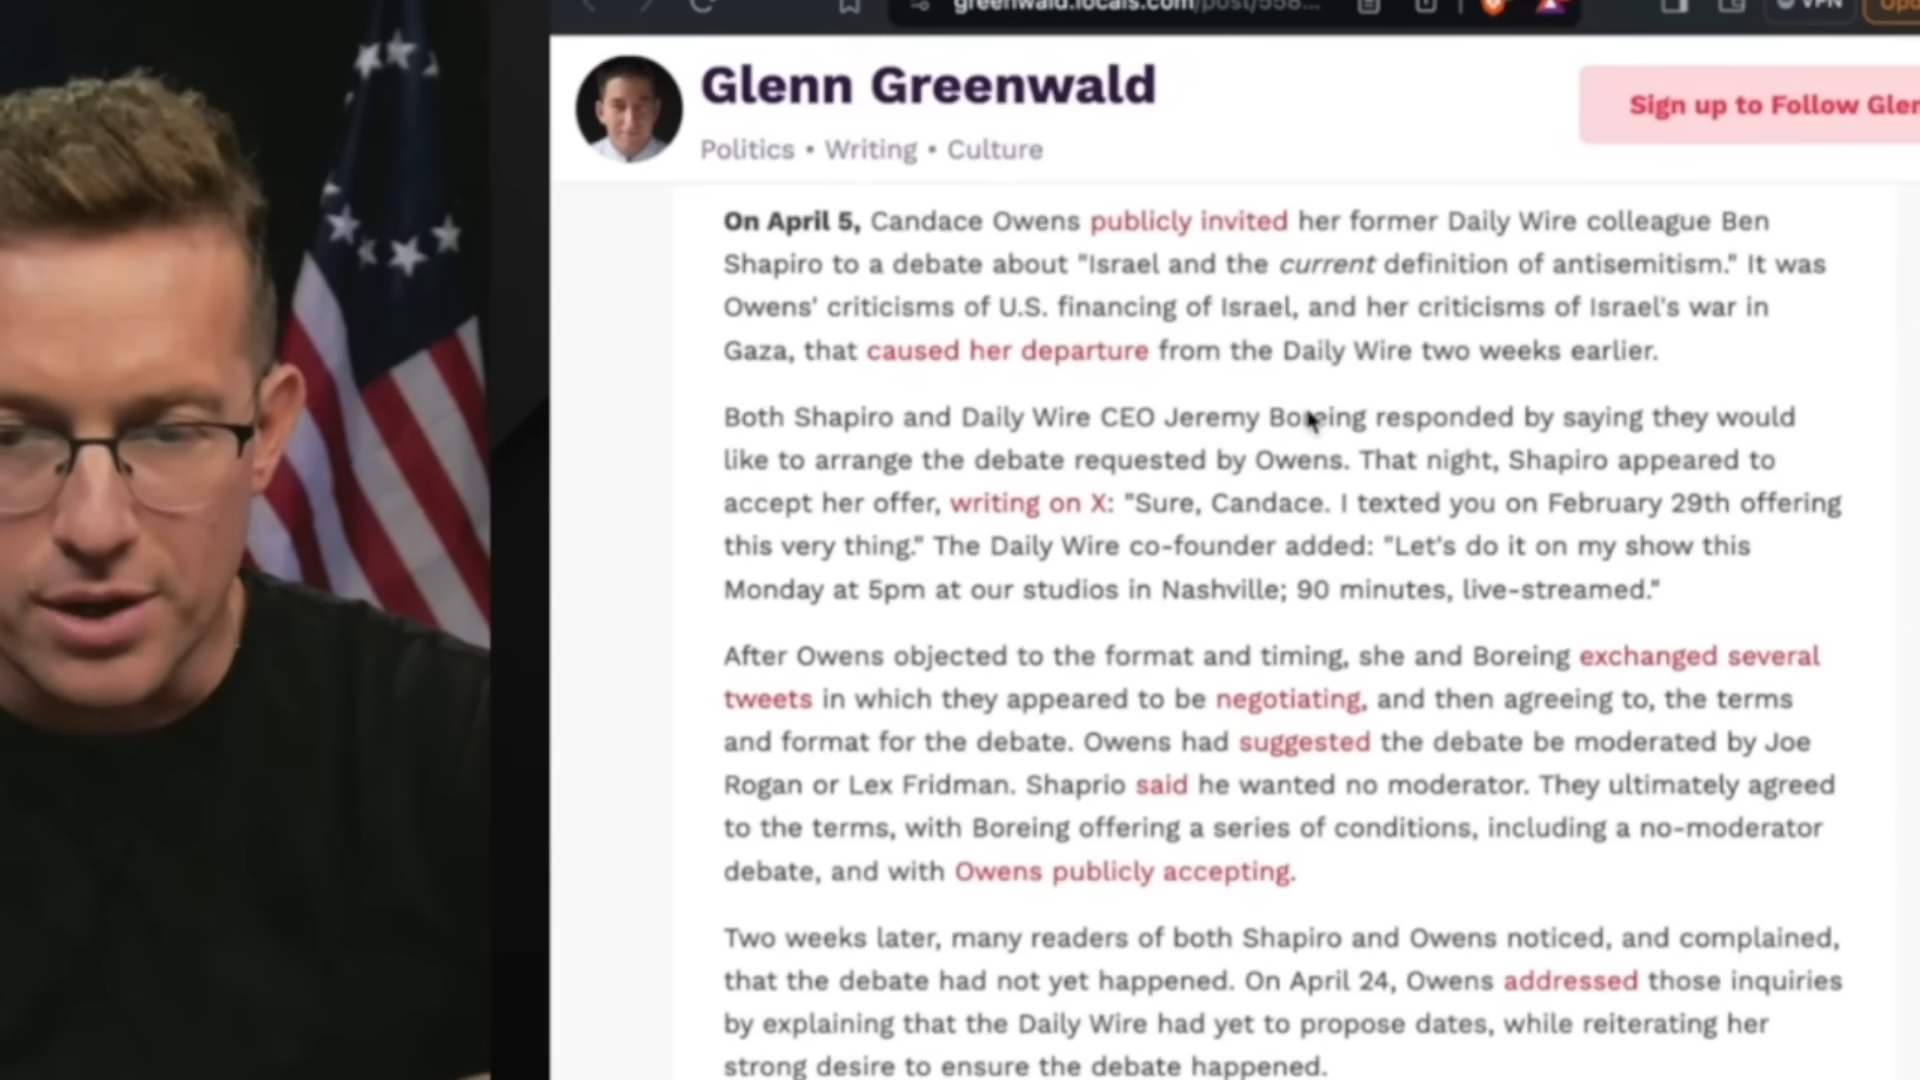 greenwald.locals.com/post/558...
VPN
Glenn Greenwald
Sign up to Follow Gler
Politics • Writing • Culture
On April 5, Candace Owens publicly invited her former Daily Wire colleague Ben
Shapiro to a debate about "Israel and the current definition of antisemitism." It was
Owens' criticisms of U.S. financing of Israel, and her criticisms of Israel's war in
Gaza, that caused her departure from the Daily Wire two weeks earlier.
Both Shapiro and Daily Wire CEO Jeremy Boreing responded by saying they would
like to arrange the debate requested by Owens. That night, Shapiro appeared to
accept her offer, writing on X: "Sure, Candace. I texted you on February 29th offering
this very thing." The Daily Wire co-founder added: "Let's do it on my show this
Monday at 5pm at our studios in Nashville; 90 minutes, live-streamed."
After Owens objected to the format and timing, she and Boreing exchanged several
tweets in which they appeared to be negotiating, and then agreeing to, the terms
and format for the debate. Owens had suggested the debate be moderated by Joe
Rogan or Lex Fridman. Shaprio said he wanted no moderator. They ultimately agreed
to the terms, with Boreing offering a series of conditions, including a no-moderator
debate, and with Owens publicly accepting.
Two weeks later, many readers of both Shapiro and Owens noticed, and complained,
that the debate had not yet happened. On April 24, Owens addressed those inquiries
by explaining that the Daily Wire had yet to propose dates, while reiterating her
strong desire to ensure the debate happened.